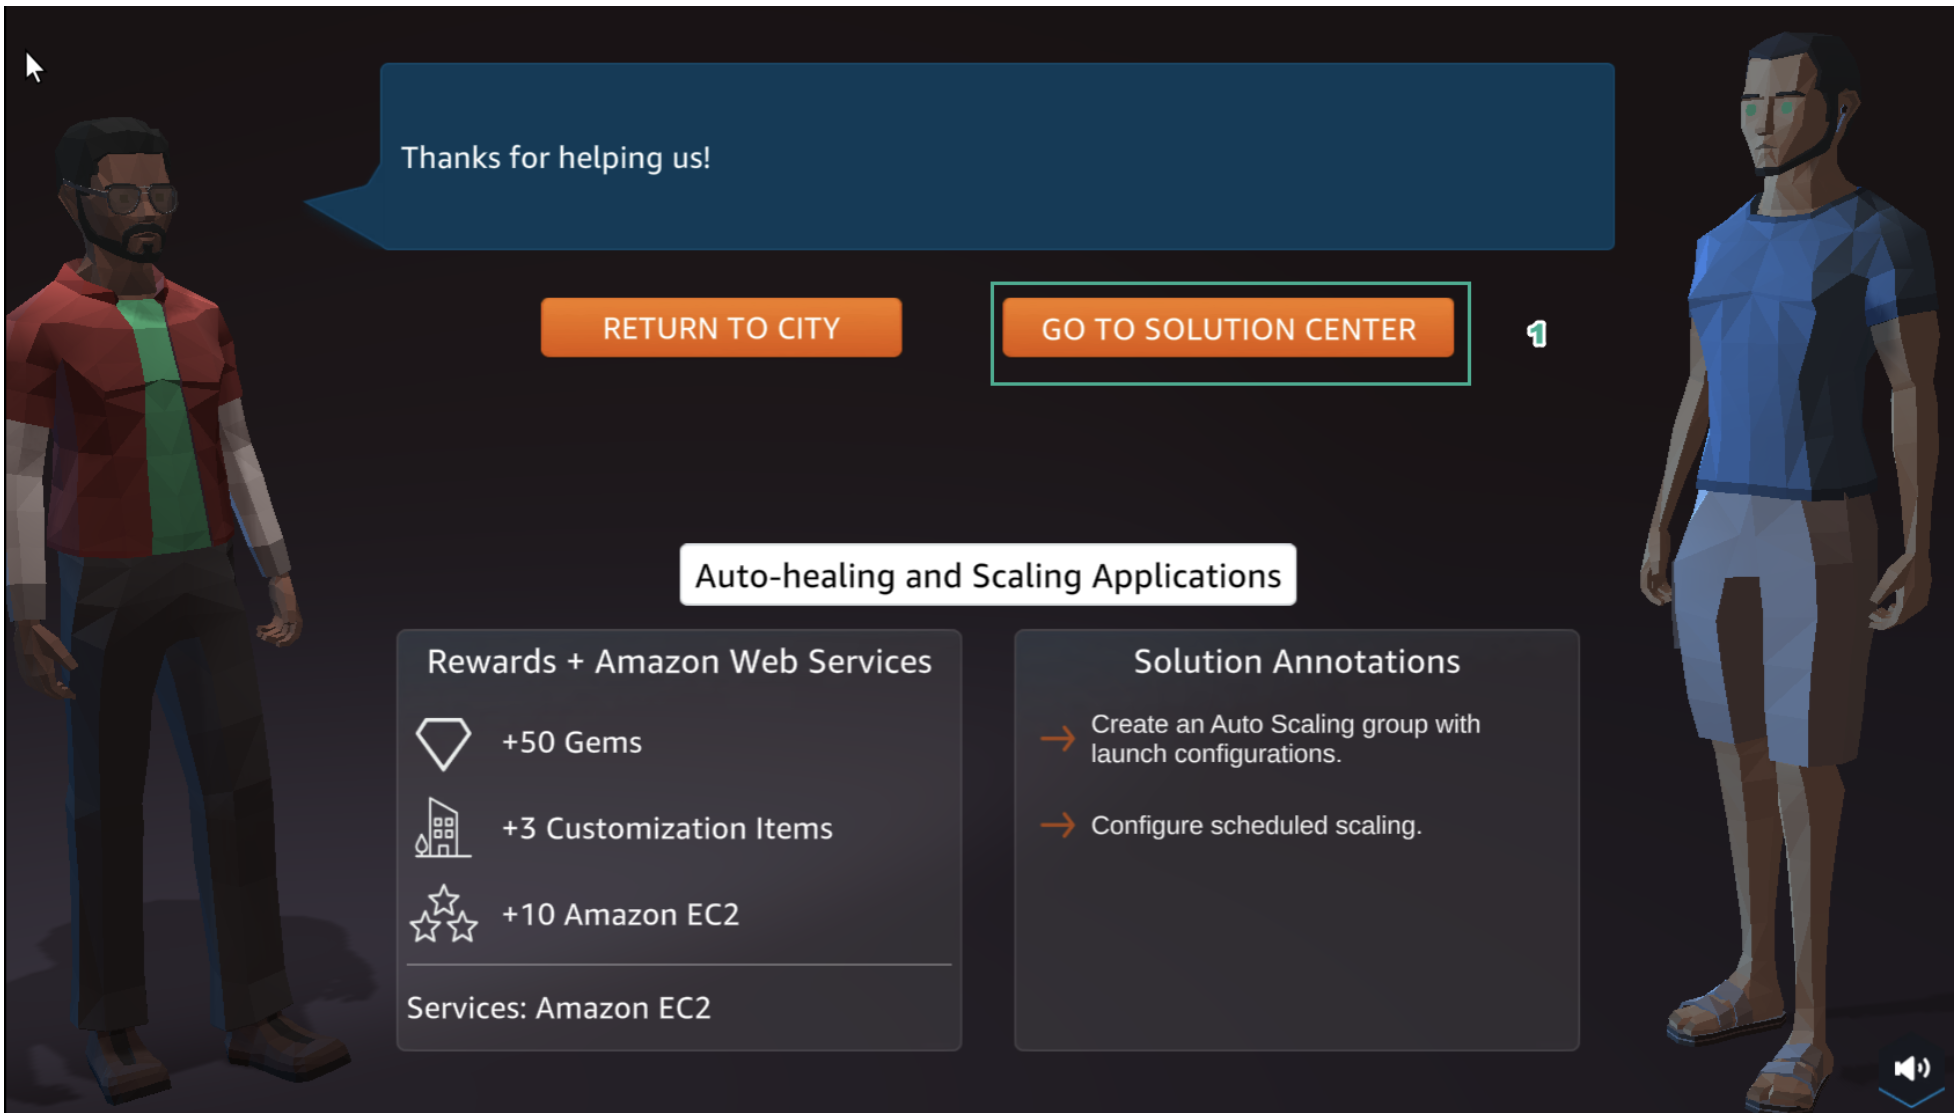 Thanks for helping us!
RETURN TO CITY
GO TO SOLUTION CENTER
1
Auto-healing and Scaling Applications
Rewards + Amazon Web Services
+50 Gems
+3 Customization Items
+10 Amazon EC2
Services: Amazon EC2
Solution Annotations
Create an Auto Scaling group with
launch configurations.
Configure scheduled scaling.